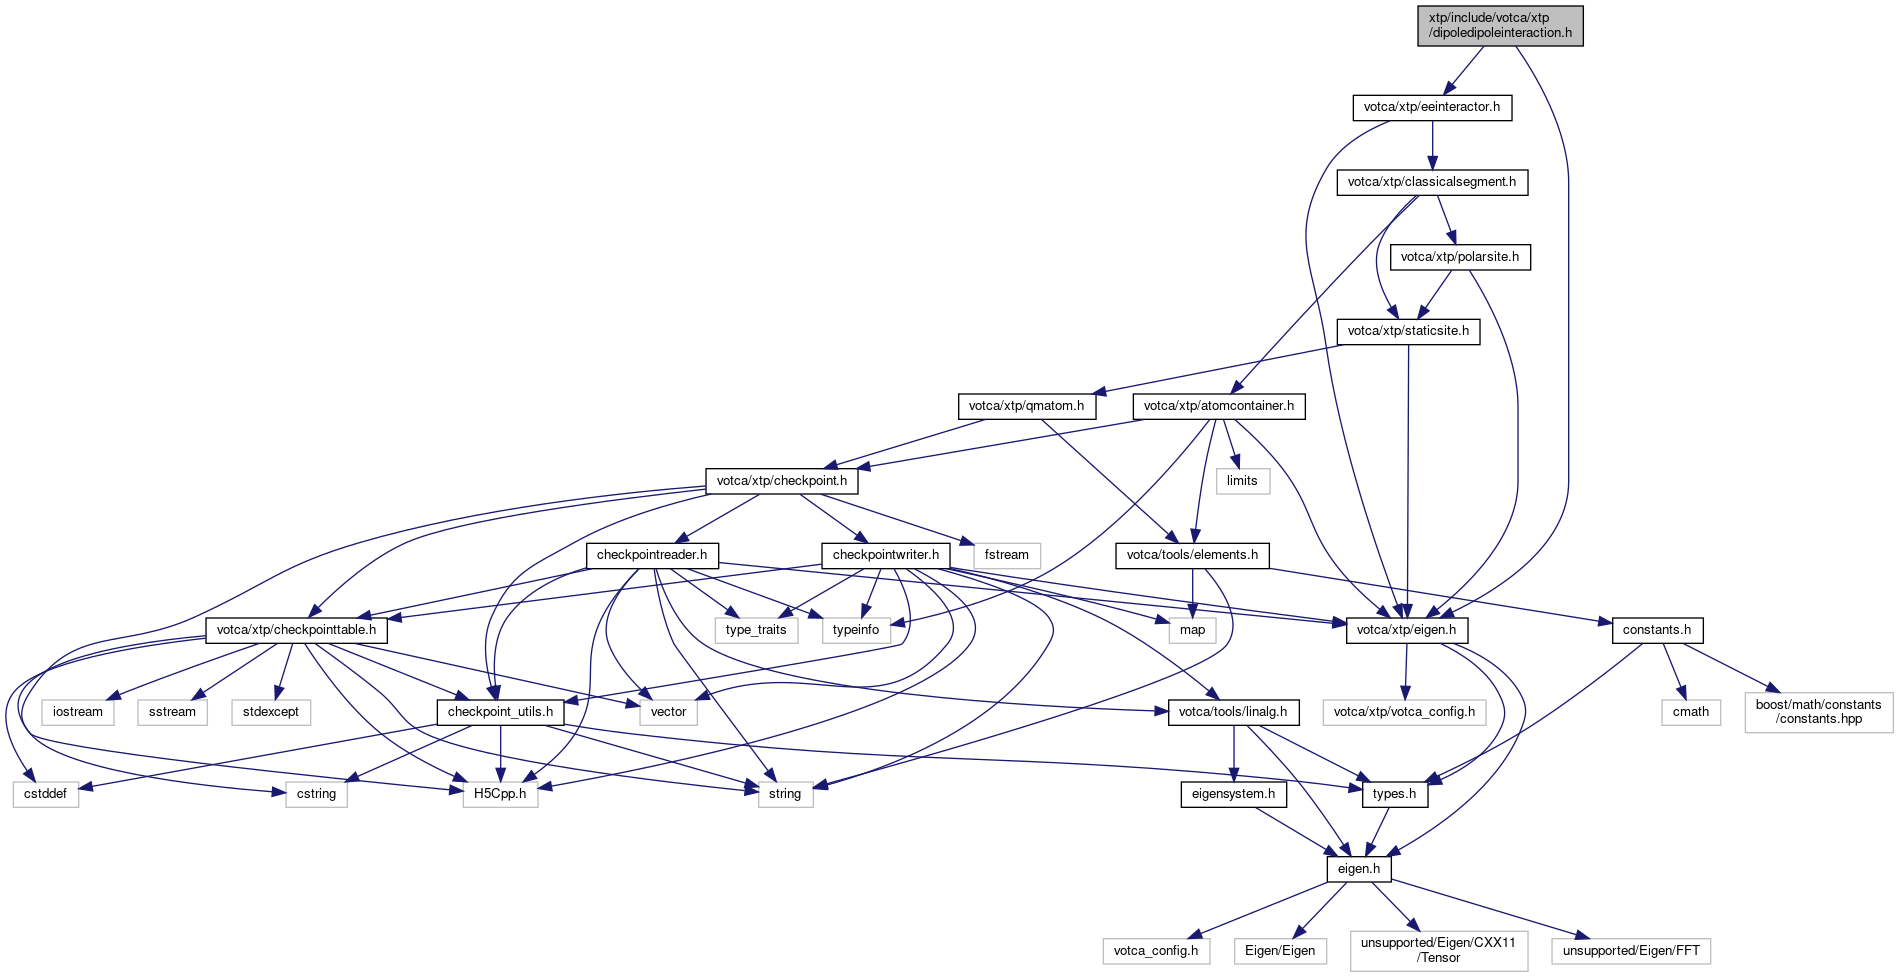 xtp/include/votca/xtp
/dipoledipoleinteraction.h
votca/xtp/eeinteractor.h
votca/xtp/classicalsegment.h
votca/xtp/polarsite.h
votca/xtp/staticsite.h
votca/xtp/qmatom.h
votca/xtp/atomcontainer.h
votca/xtp/checkpoint.h
limits
checkpointreader.h
checkpointwriter.h
fstream
votca/tools/elements.h
votca/xtp/checkpointtable.h
type_traits
typeinfo
map
votca/xtp/eigen.h
constants.h
iostream
sstream
stdexcept
checkpoint_utils.h
vector
votca/tools/linalg.h
votca/xtp/votca_config.h
cmath
boost/math/constants
/constants.hpp
cstddef
cstring
H5Cpp.h
string
eigensystem.h
types.h
eigen.h
votca_config.h
Eigen/Eigen
unsupported/Eigen/CXX11
/Tensor
unsupported/Eigen/FFT